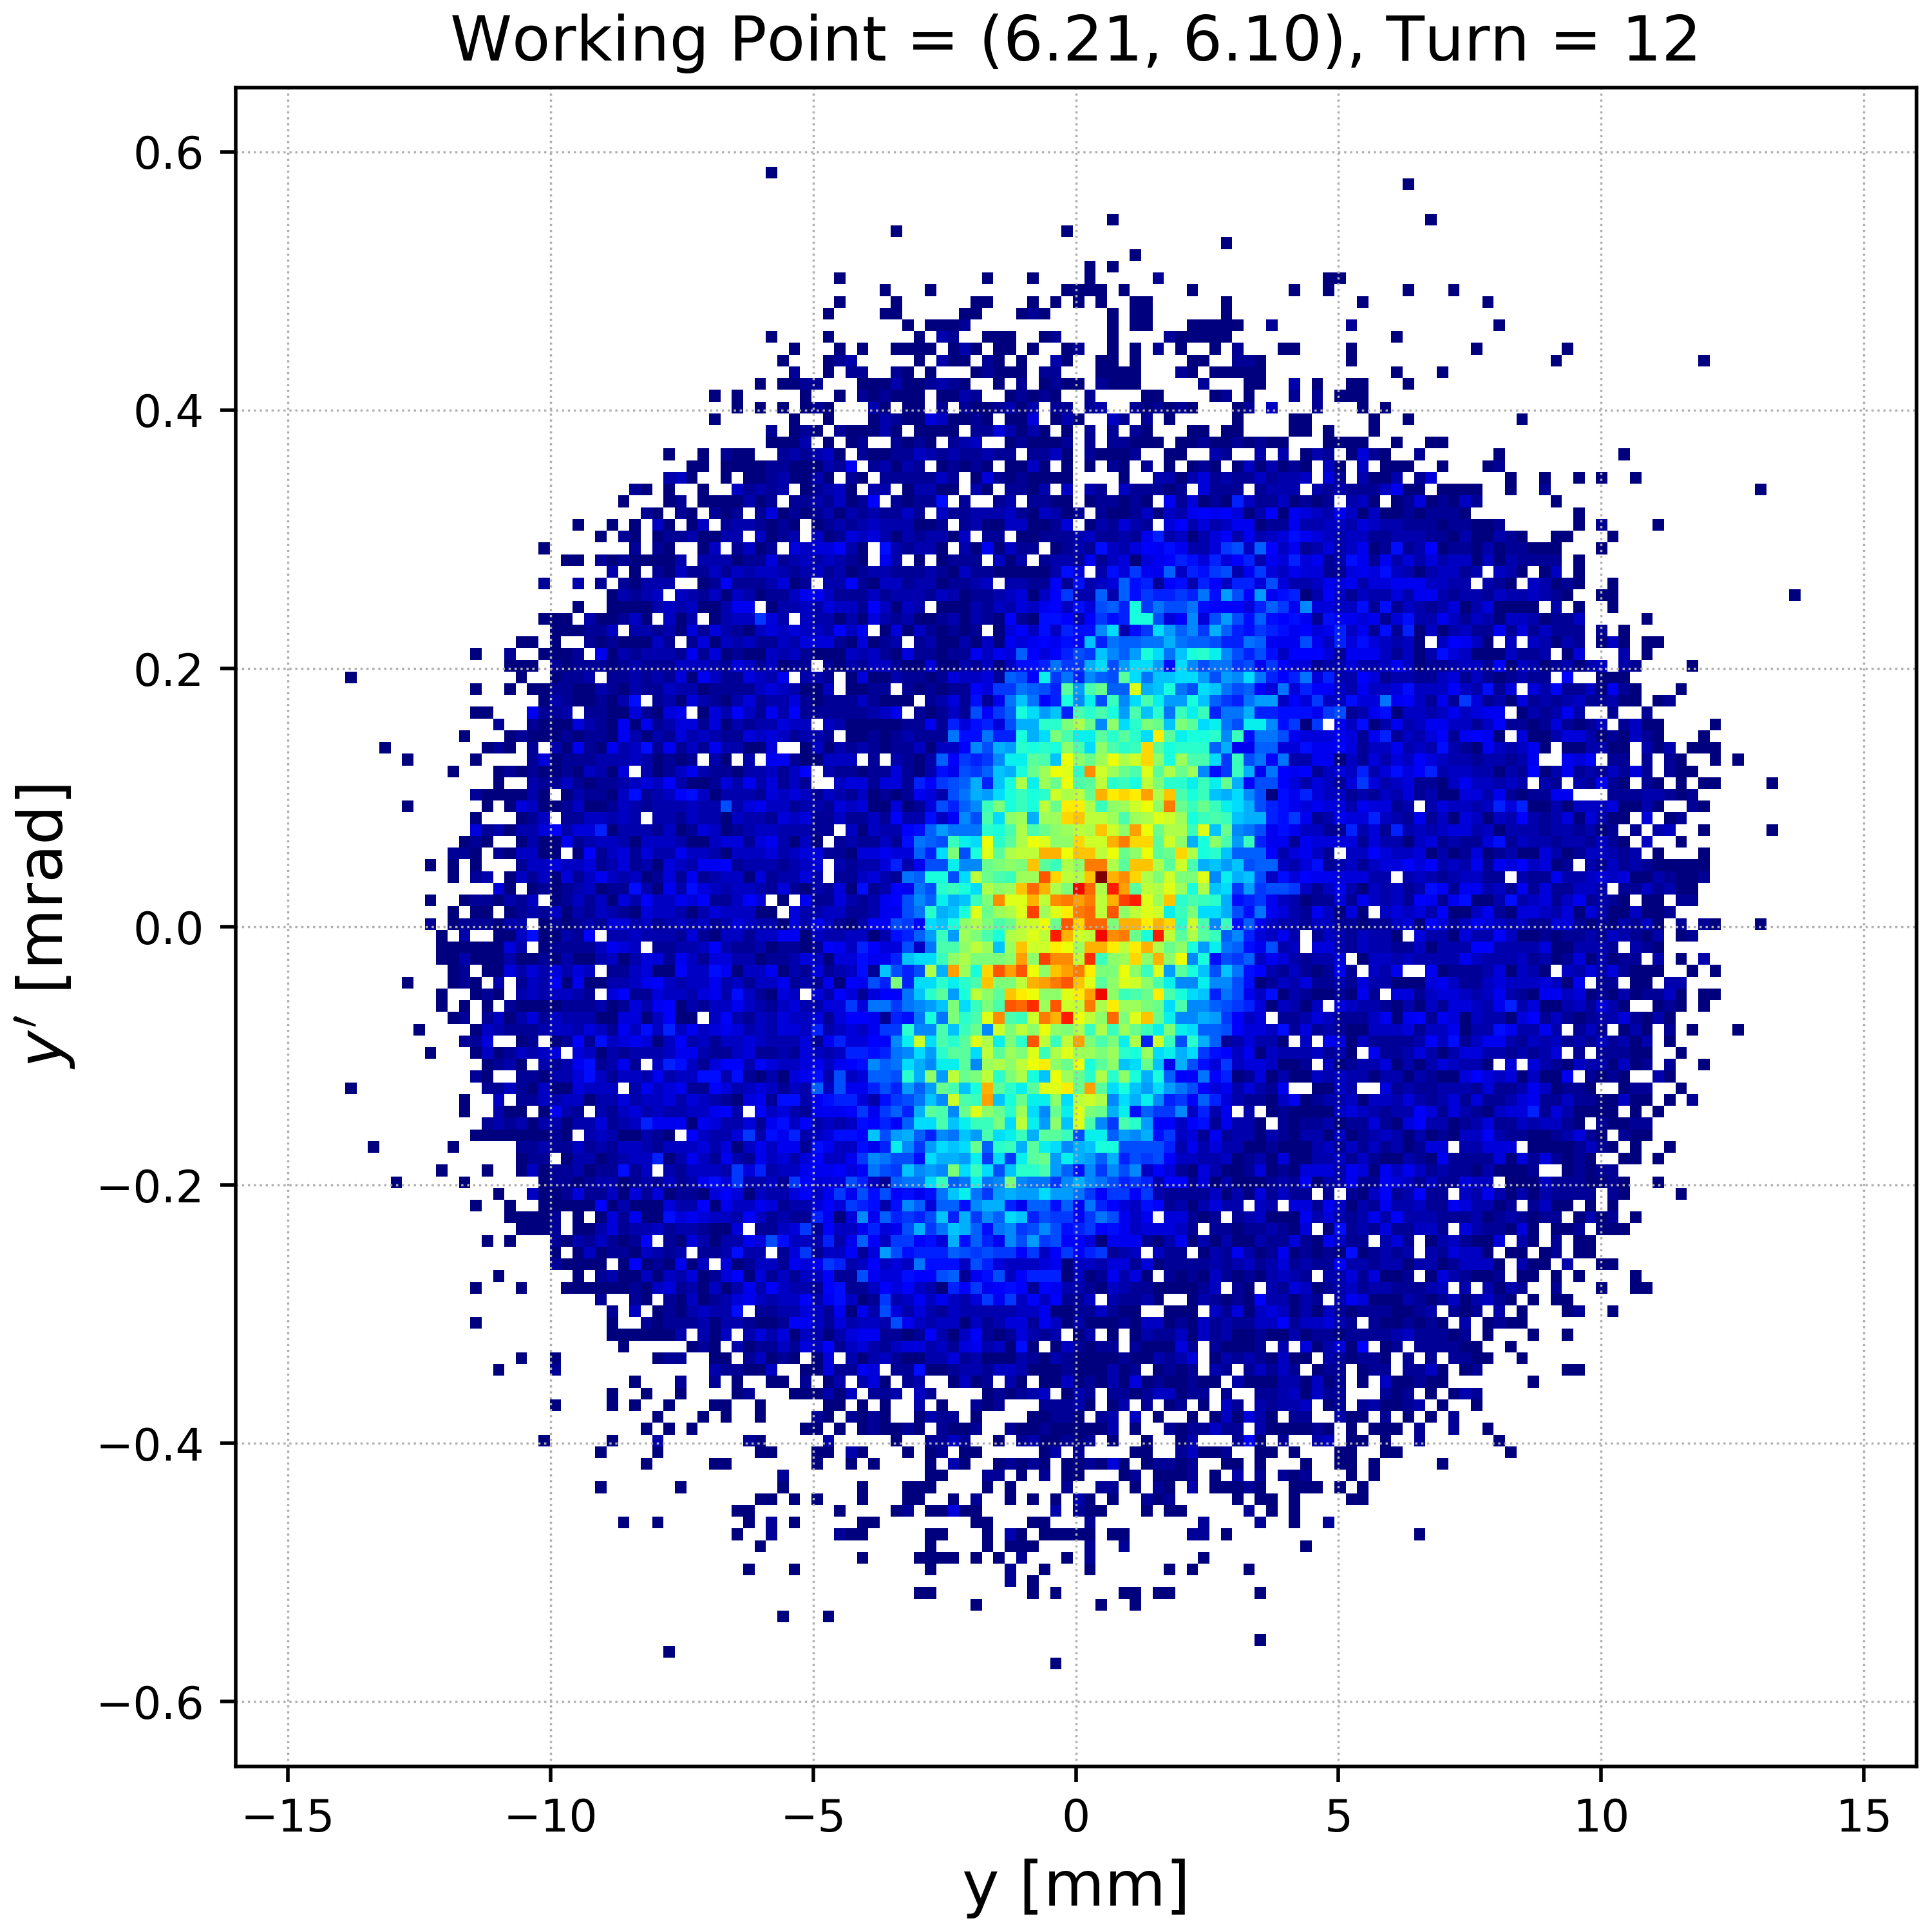 Working Point = (6.21, 6.10), Turn = 12
0.6
0.4
0.2
0.0
−0.2
−0.4
−0.6
y′ [mrad]
−15 −10 −5 0 5 10 15
y [mm]